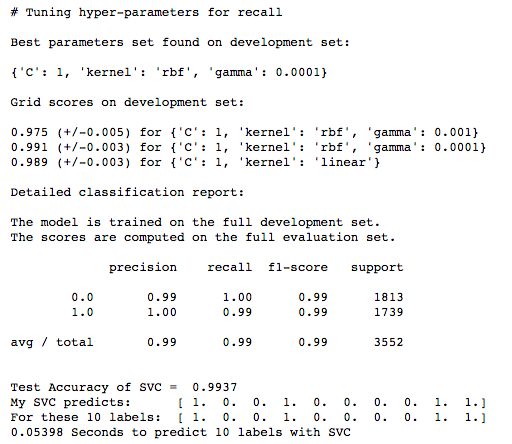 # Tuning hyper-parameters for recall
Best parameters set found on development set:
{'C': 1, 'kernel': 'rbf', 'gamma': 0.0001}
Grid scores on development set:
0.975 (+/-0.005) for {'C': 1, 'kernel': 'rbf', 'gamma': 0.001}
0.991 (+/-0.003) for {'C': 1, 'kernel': 'rbf', 'gamma': 0.0001}
0.989 (+/-0.003) for {'C': 1, 'kernel': 'linear'}
Detailed classification report:
The model is trained on the full development set.
The scores are computed on the full evaluation set.
precision recall f1-score support
0.0 0.99 1.00 0.99 1813
1.0 1.00 0.99 0.99 1739
avg / total 0.99 0.99 0.99 3552
Test Accuracy of SVC = 0.9937
My SVC predicts: [ 1. 0. 0. 1. 0. 0. 0. 0. 1. 1.]
For these 10 labels: [ 1. 0. 0. 1. 0. 0. 0. 0. 1. 1.]
0.05398 Seconds to predict 10 labels with SVC